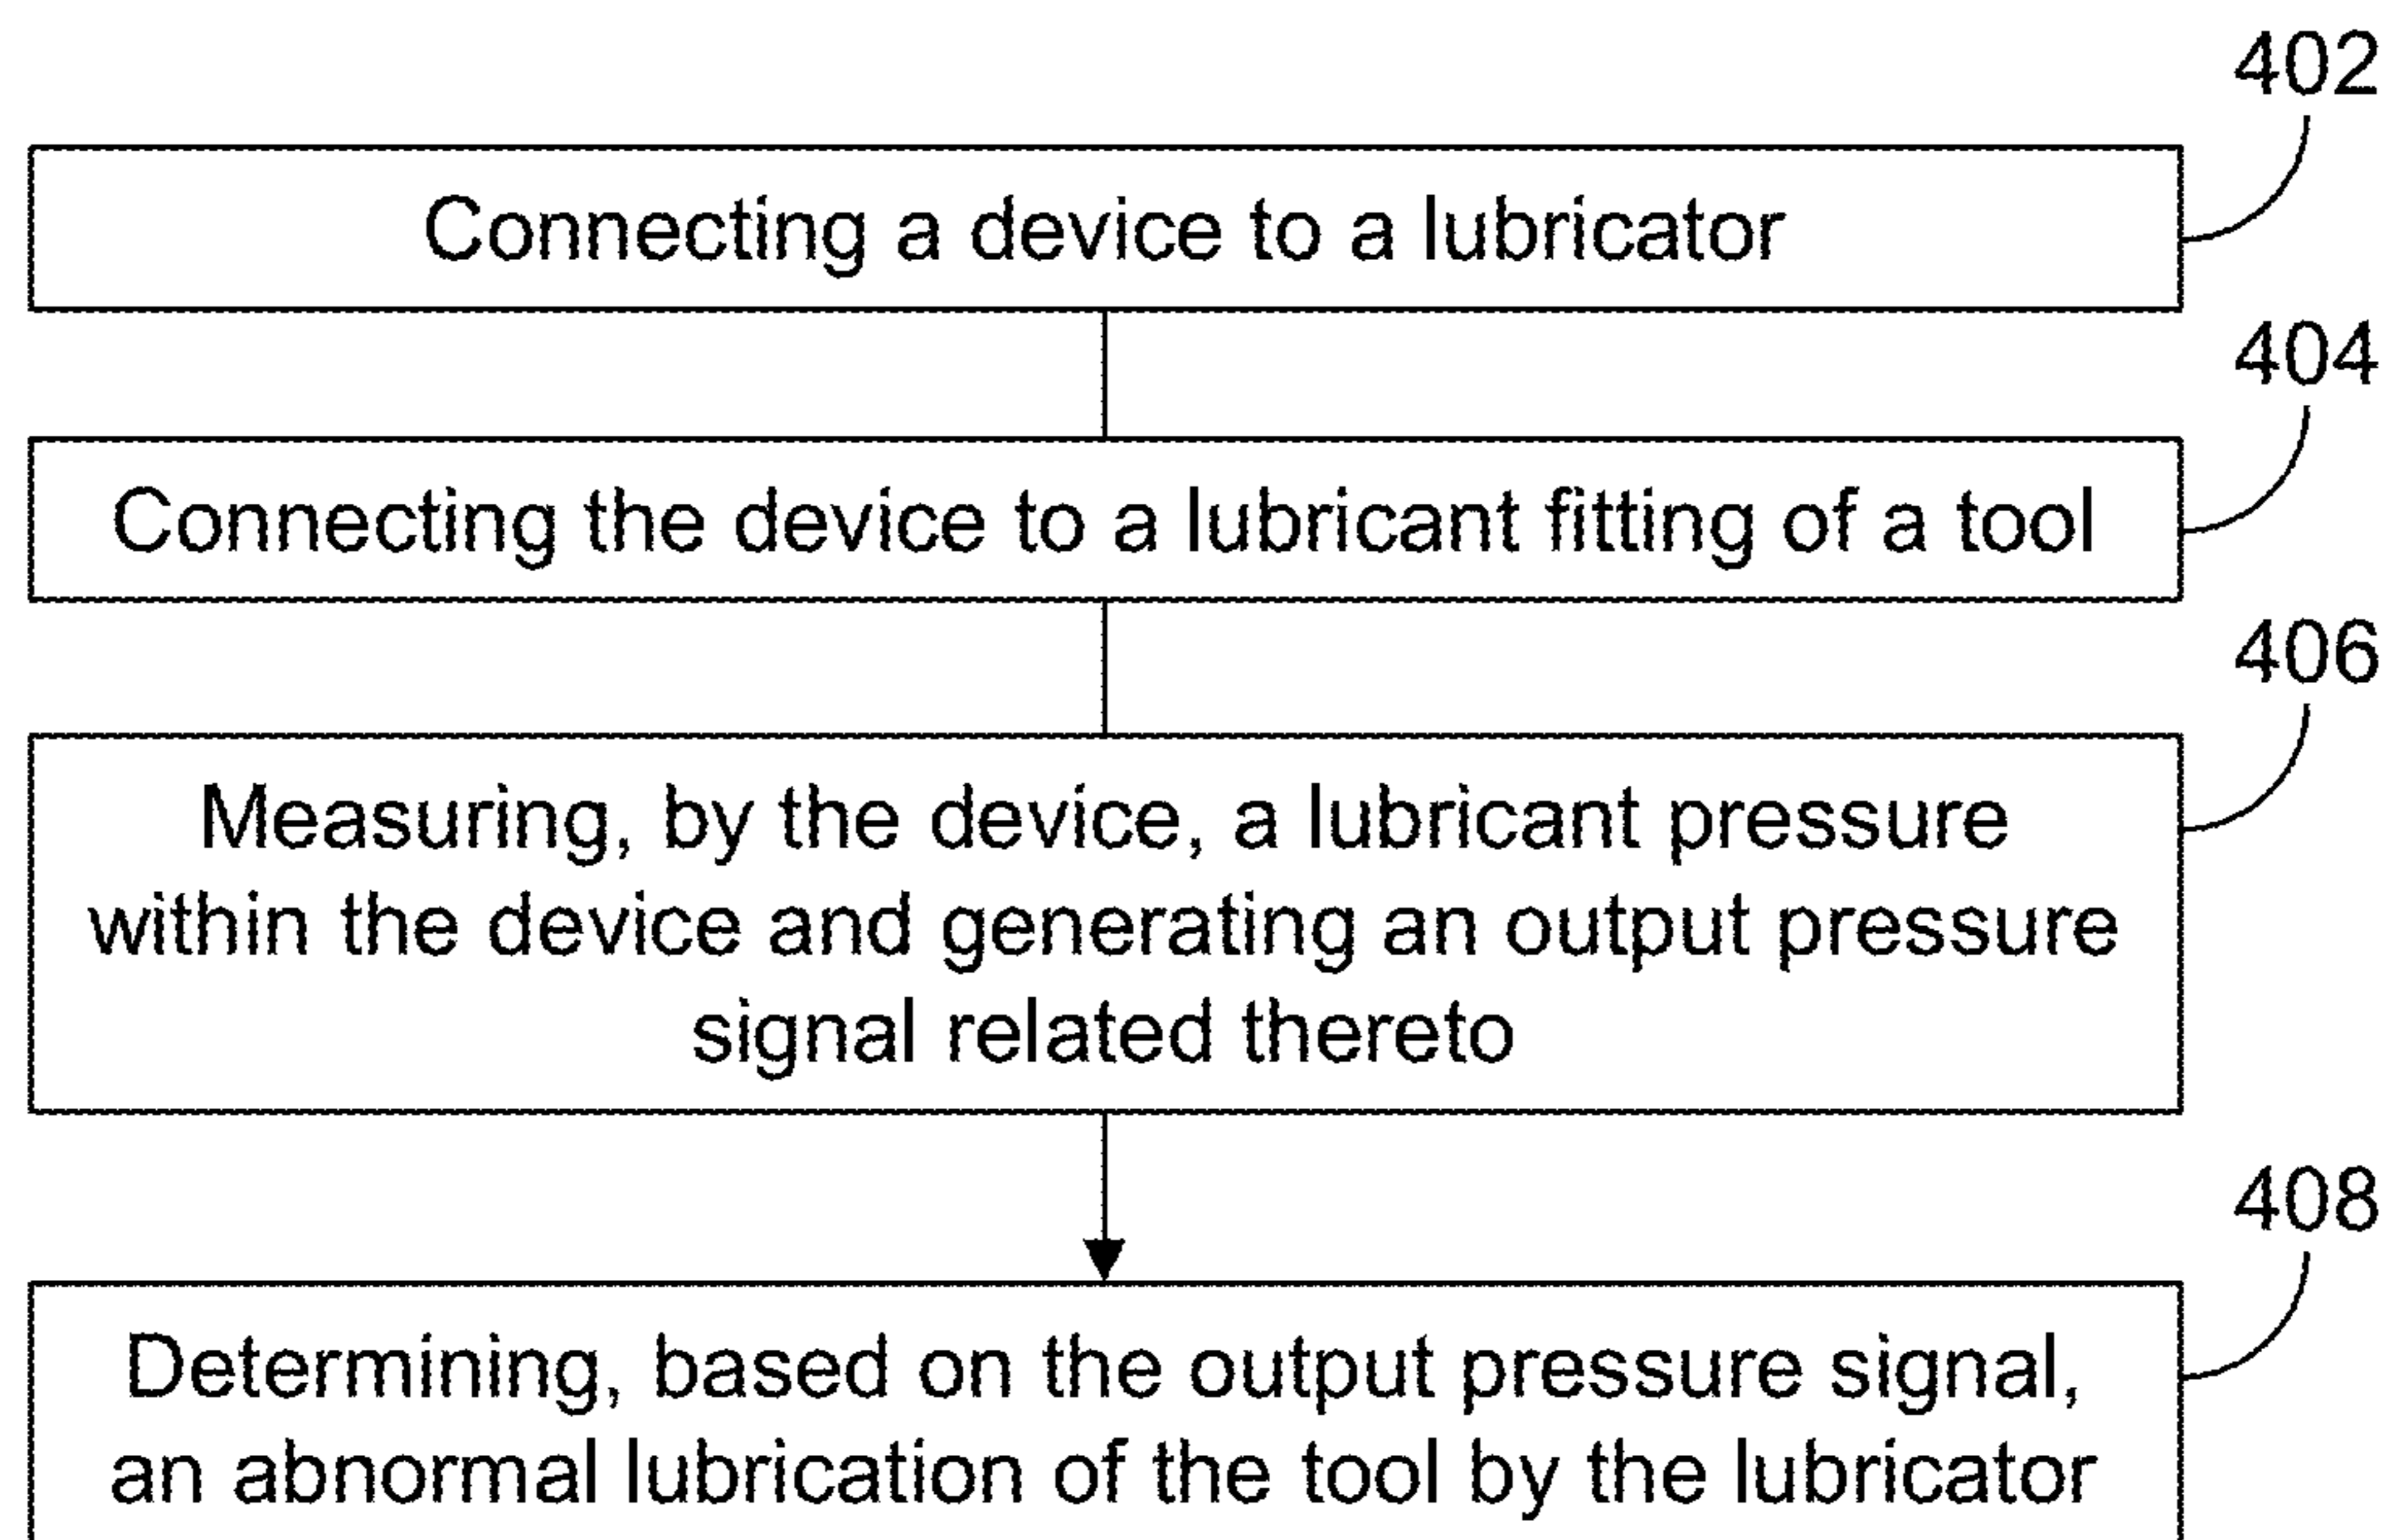 402
Connecting a device to a lubricator
404
Connecting the device to a lubricant fitting of a tool
406
Measuring, by the device, a lubricant pressure
within the device and generating an output pressure
signal related thereto
408
Determining, based on the output pressure signal,
an abnormal lubrication of the tool by the lubricator